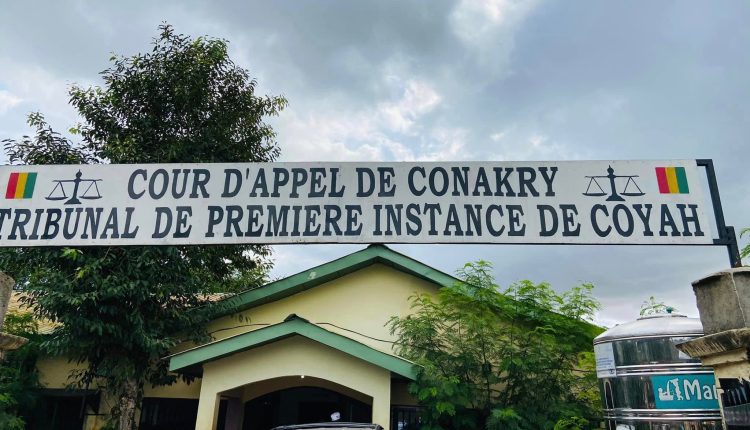 COUR D'APPEL DE CONAKRY
TRIBUNAL DE PREMIERE INSTANCE DE COYAH